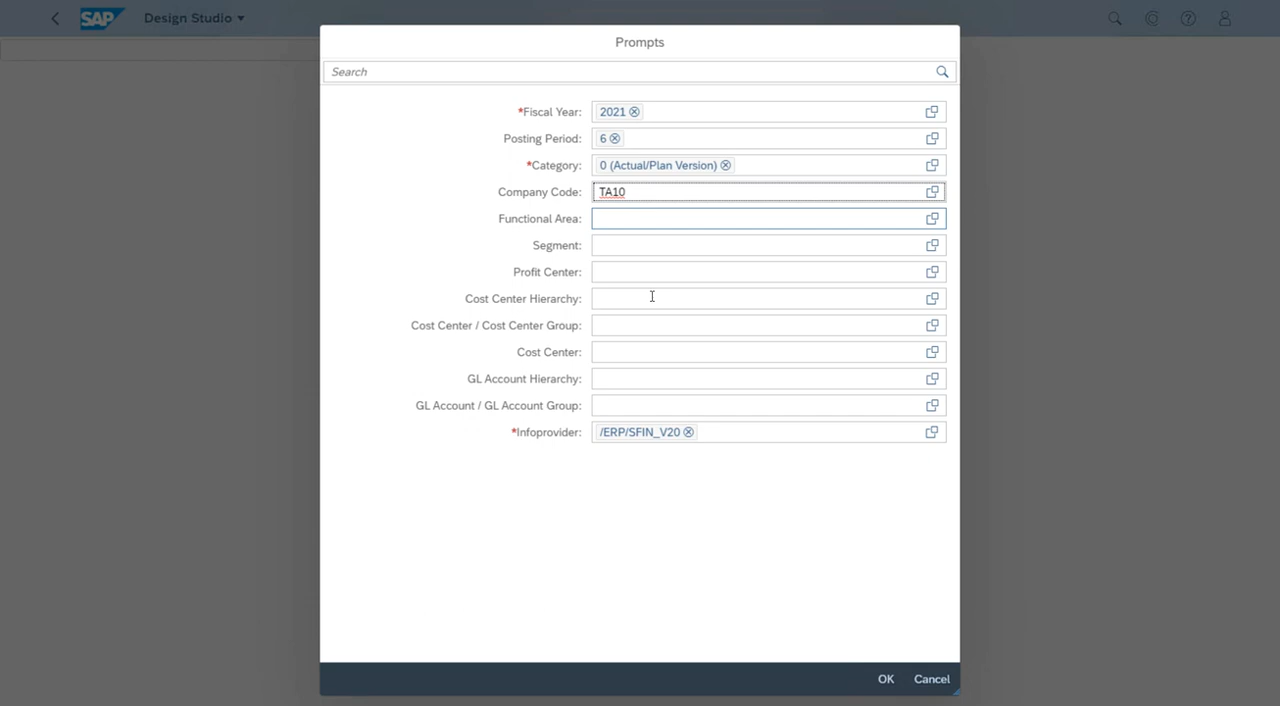 SAP Design Studio
Prompts
Search
*Fiscal Year: 2021
Posting Period: 6
*Category: 0 (Actual/Plan Version)
Company Code: TA10
Functional Area:
Segment:
Profit Center:
Cost Center Hierarchy:
Cost Center / Cost Center Group:
Cost Center:
GL Account Hierarchy:
GL Account / GL Account Group:
*Infoprovider: /ERP/SFIN_V20
OK Cancel